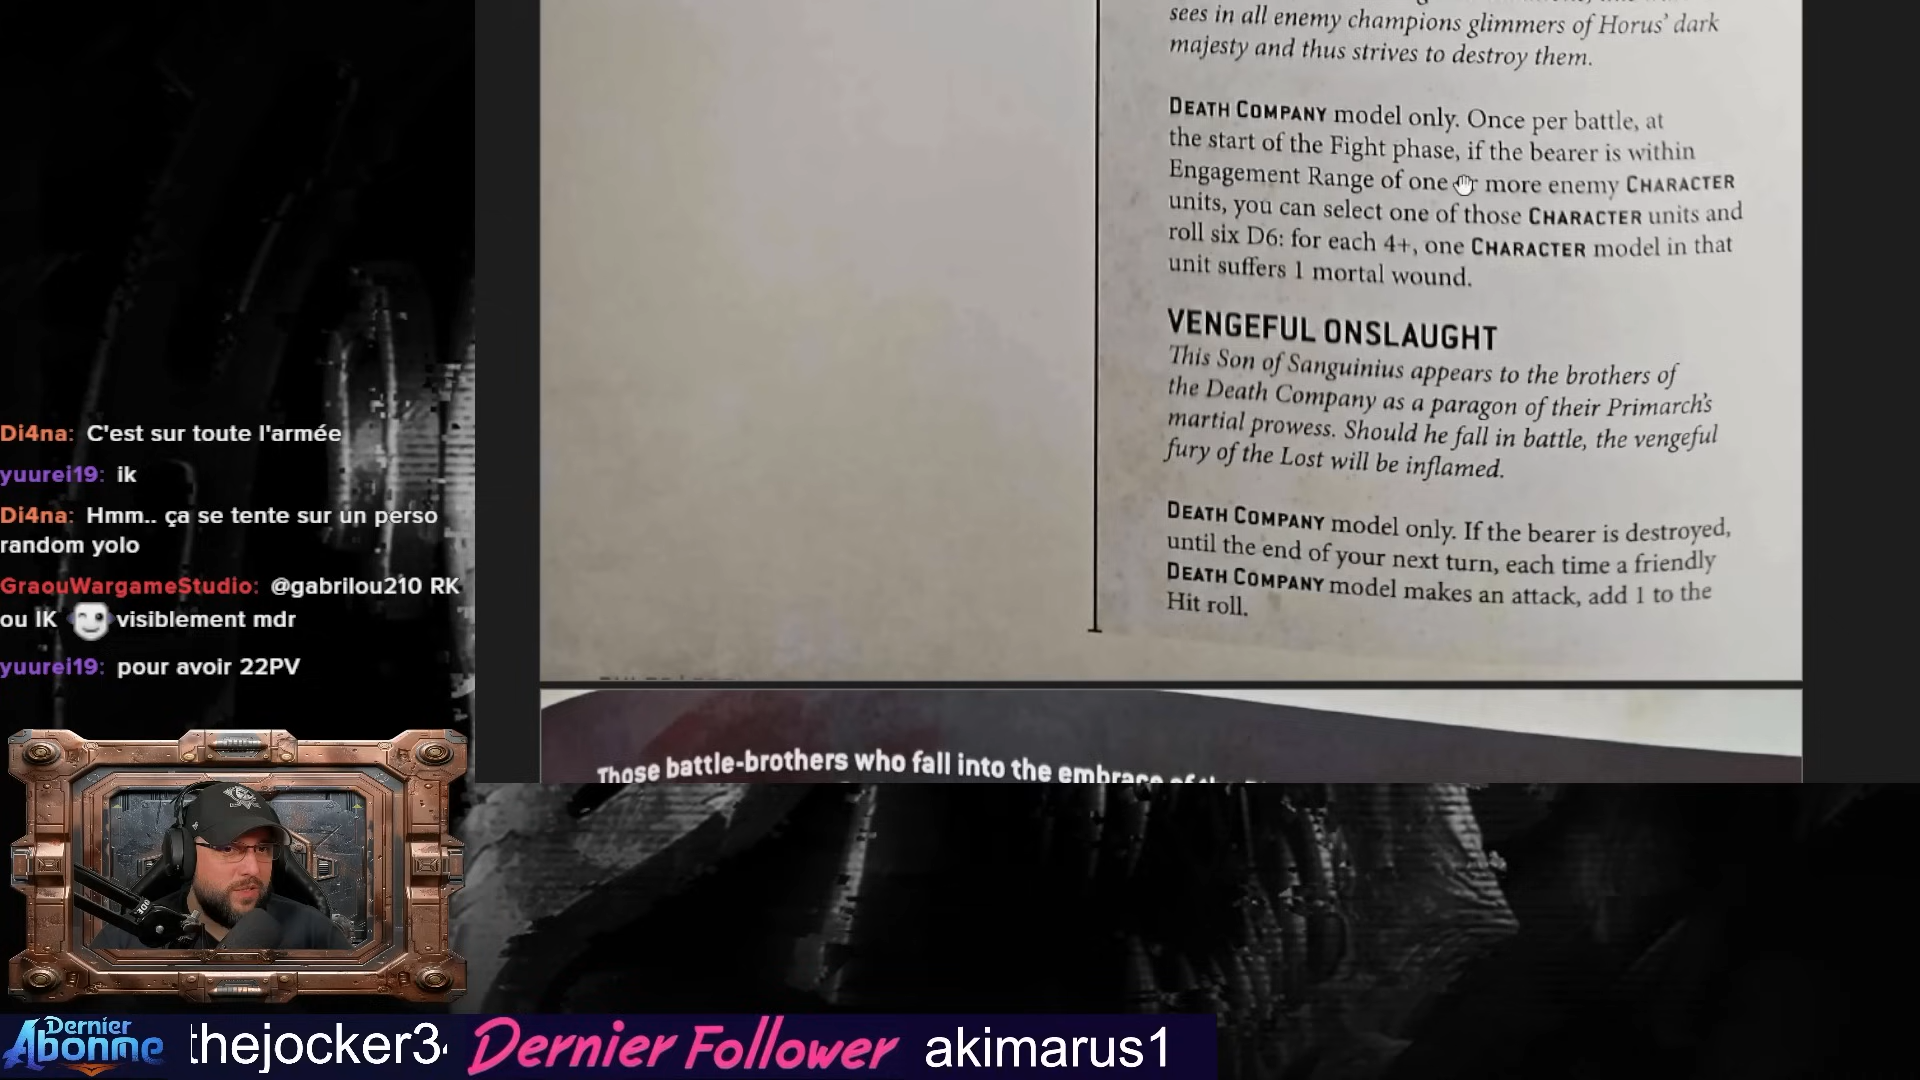 sees in all enemy champions glimmers of Horus' dark
majesty and thus strives to destroy them.
DEATH COMPANY model only. Once per battle, at
the start of the Fight phase, if the bearer is within
Engagement Range of one or more enemy CHARACTER
units, you can select one of those CHARACTER units and
roll six D6: for each 4+, one CHARACTER model in that
unit suffers 1 mortal wound.
VENGEFUL ONSLAUGHT
This Son of Sanguinius appears to the brothers of
the Death Company as a paragon of their Primarch's
martial prowess. Should he fall in battle, the vengeful
fury of the Lost will be inflamed.
DEATH COMPANY model only. If the bearer is destroyed,
until the end of your next turn, each time a friendly
DEATH COMPANY model makes an attack, add 1 to the
Hit roll.
Those battle-brothers who fall into the embrace of
Di4na: C'est sur toute l'armée
yuurei19: ik
Di4na: Hmm.. ça se tente sur un perso
random yolo
GraouWargameStudio: @gabrilou210 RK
ou IK visiblement mdr
yuurei19: pour avoir 22PV
Dernier
Abonné
thejocker3
Dernier Follower
akimarus1